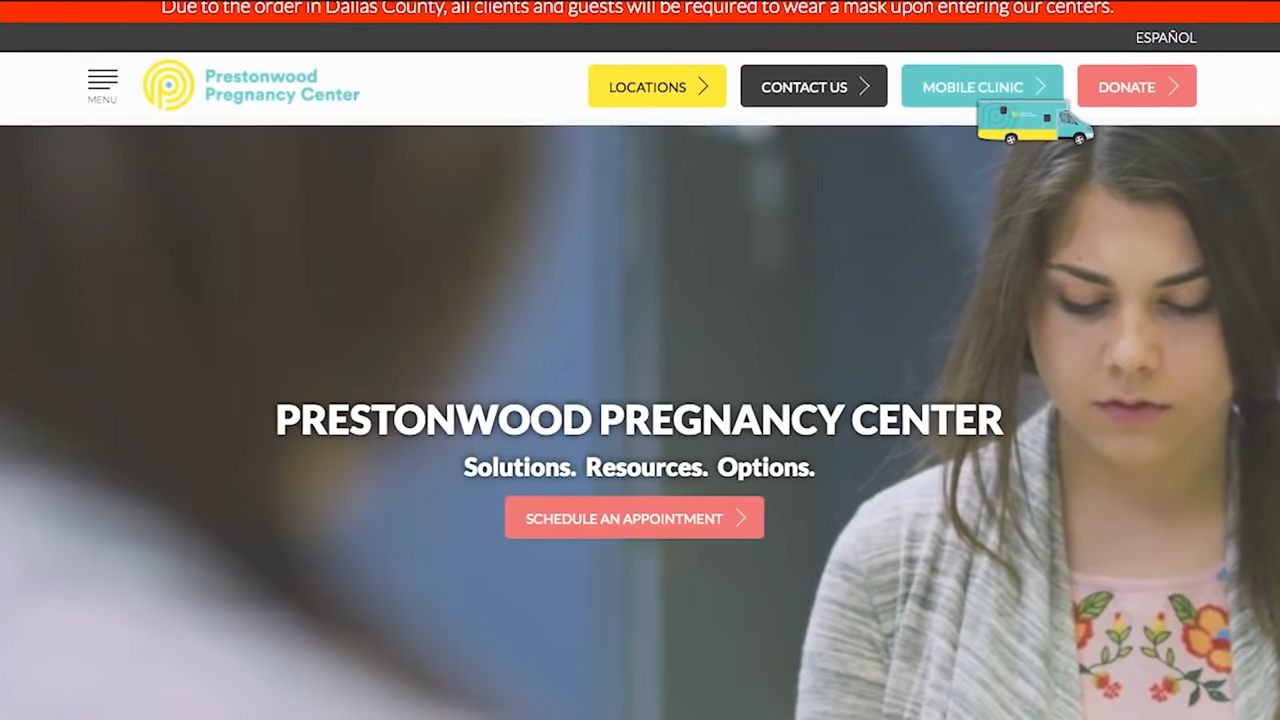 Due to the order in Dallas County, all clients and guests will be required to wear a mask upon entering our centers.
ESPAÑOL
MENU
Prestonwood
Pregnancy Center
LOCATIONS
CONTACT US
MOBILE CLINIC
DONATE
PRESTONWOOD PREGNANCY CENTER
Solutions. Resources. Options.
SCHEDULE AN APPOINTMENT